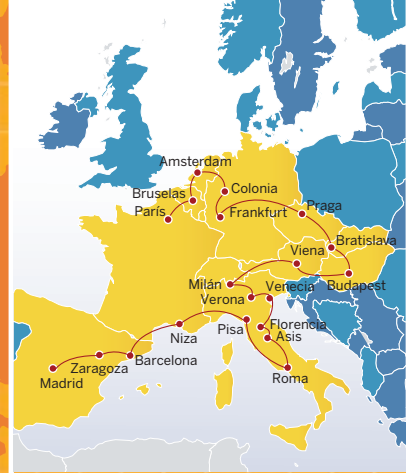 Amsterdam
Bruselas
Colonia
París
Frankfurt
Praga
Bratislava
Viena
Milán
Venecia
Budapest
Verona
Pisa
Florencia
Niza
Asis
Barcelona
Zaragoza
Madrid
Roma